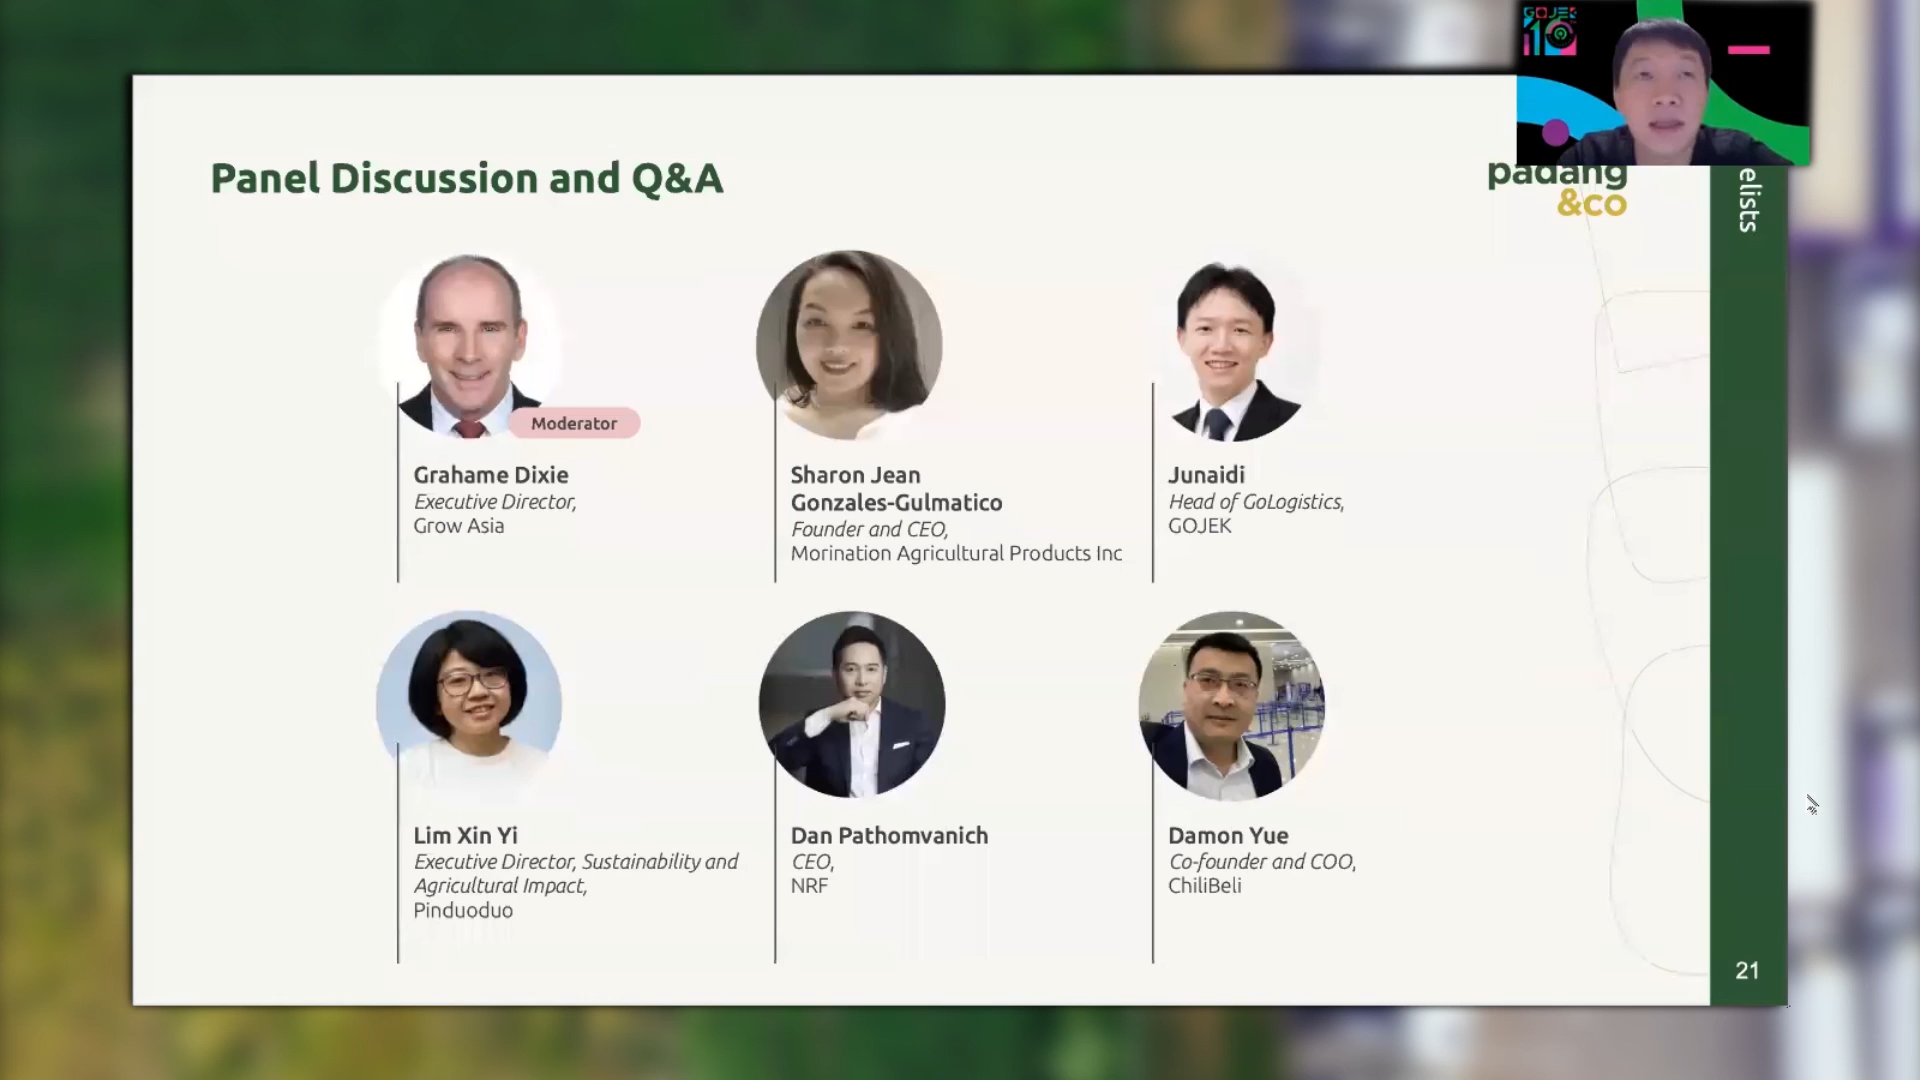 GOJEK
10
Panel Discussion and Q&A
padang
&co
elists
Moderator
Grahame Dixie
Executive Director,
Grow Asia
Sharon Jean
Gonzales-Gulmatico
Founder and CEO,
Morination Agricultural Products Inc
Junaidi
Head of GoLogistics,
GOJEK
Lim Xin Yi
Executive Director, Sustainability and
Agricultural Impact,
Pinduoduo
Dan Pathomvanich
CEO,
NRF
Damon Yue
Co-founder and COO,
ChiliBeli
21